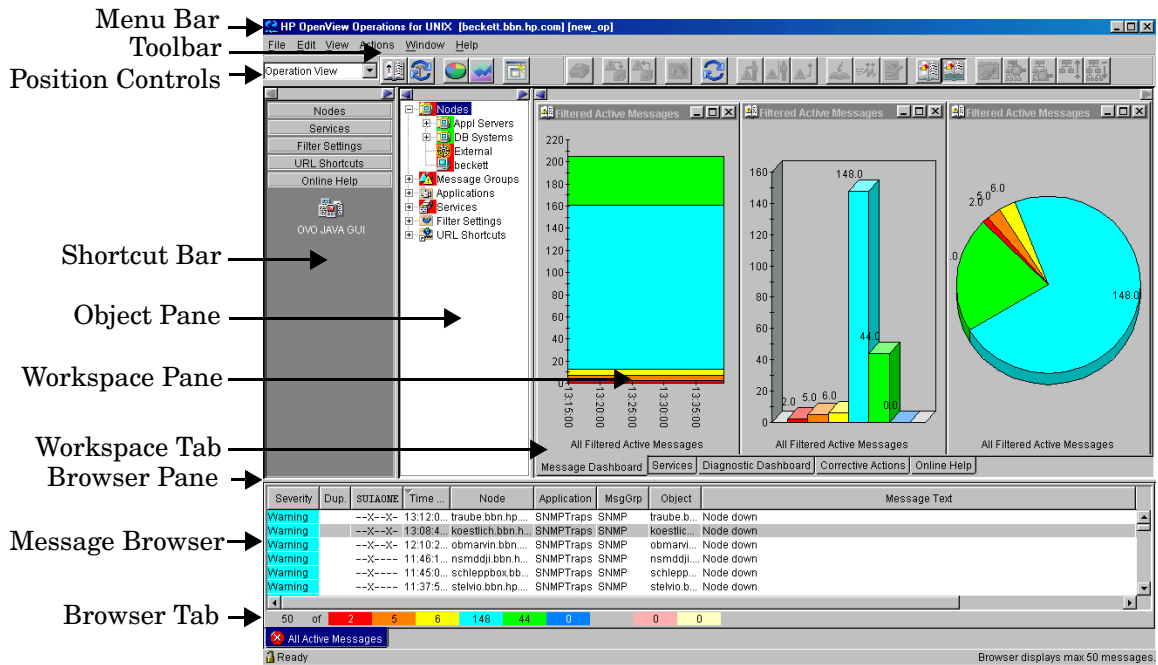 Menu Bar
Toolbar
Position Controls
Shortcut Bar
Object Pane
Workspace Pane
Workspace Tab
Browser Pane
Message Browser
Browser Tab
HP OpenView Operations for UNIX [beckett.bbn.hp.com] [new_op]
File Edit View Actions Window Help
Operation View
Nodes
Services
Filter Settings
URL Shortcuts
Online Help
OVO JAVA GUI
Nodes
Appl Servers
DB Systems
External
beckett
Message Groups
Applications
Services
Filter Settings
URL Shortcuts
Filtered Active Messages
220
200
180
160
140
120
100
80
60
40
20
0
13:15:00
13:20:00
13:25:00
13:30:00
13:35:00
All Filtered Active Messages
Filtered Active Messages
160
140
120
100
80
60
40
20
0
2.0 5.0 6.0 148.0 44.0 0.0
All Filtered Active Messages
Filtered Active Messages
2.0 5.0 6.0
.0
148.0
All Filtered Active Messages
Message Dashboard Services Diagnostic Dashboard Corrective Actions Online Help
Severity Dup. SUIAONE Time ... Node Application MsgGrp Object Message Text
Warning --X--X- 13:12:0... traube.bbn.hp.... SNMPTraps SNMP traube.b... Node down
Warning --X--X- 13:08:4... koestlich.bbn.h... SNMPTraps SNMP koestlic... Node down
Warning --X--X- 12:10:2... obmarvin.bbn.... SNMPTraps SNMP obmarvi... Node down
Warning --X---- 11:46:1... nsmddji.bbn.h... SNMPTraps SNMP nsmddji.... Node down
Warning --X---- 11:45:0... schleppbox.bb... SNMPTraps SNMP schlepp... Node down
Warning --X---- 11:37:5... stelvio.bbn.hp.... SNMPTraps SNMP stelvio.b... Node down
50 of 2 5 6 148 44 0 0 0
All Active Messages
Ready
Browser displays max 50 messages.